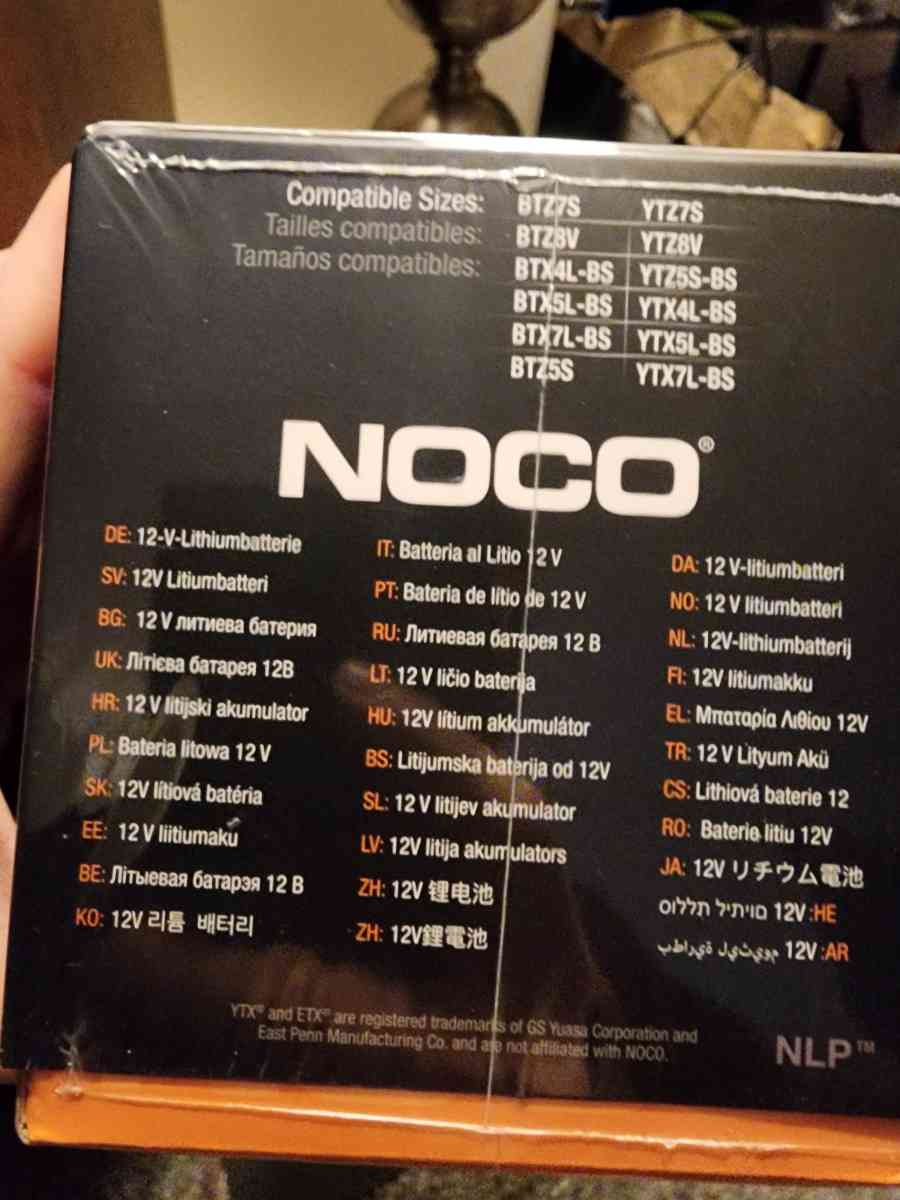 Compatible Sizes:
Tailles compatibles:
Tamaños compatibles:
BTZ7S YTZ7S
BTZ8V YTZ8V
BTX4L-BS YTZ5S-BS
BTX5L-BS YTX4L-BS
BTX7L-BS YTX5L-BS
BTZ5S YTX7L-BS
NOCO®
DE: 12-V-Lithiumbatterie
SV: 12V Litiumbatteri
BG: 12 V литиева батерия
UK: Літієва батарея 12В
HR: 12 V litijski akumulator
PL: Bateria litowa 12 V
SK: 12V lítiová batéria
EE: 12 V liitiumaku
BE: Літыевая батарэя 12 В
KO: 12V 리튬 배터리
IT: Batteria al Litio 12 V
PT: Bateria de lítio de 12 V
RU: Литиевая батарея 12 В
LT: 12 V ličio baterija
HU: 12V lítium akkumulátor
BS: Litijumska baterija od 12V
SL: 12 V litijev akumulator
LV: 12V litija akumulators
ZH: 12V 锂电池
ZH: 12V鋰電池
DA: 12 V-litiumbatteri
NO: 12 V litiumbatteri
NL: 12V-lithiumbatterij
FI: 12V litiumakku
EL: Μπαταρία Λιθίου 12V
TR: 12 V Lityum Akü
CS: Lithiová baterie 12
RO: Baterie litiu 12V
JA: 12V リチウム電池
סוללת ליתיום 12V :HE
بطارية ليثيوم 12V :AR
YTX® and ETX® are registered trademarks of GS Yuasa Corporation and
East Penn Manufacturing Co. and are not affiliated with NOCO.
NLP™